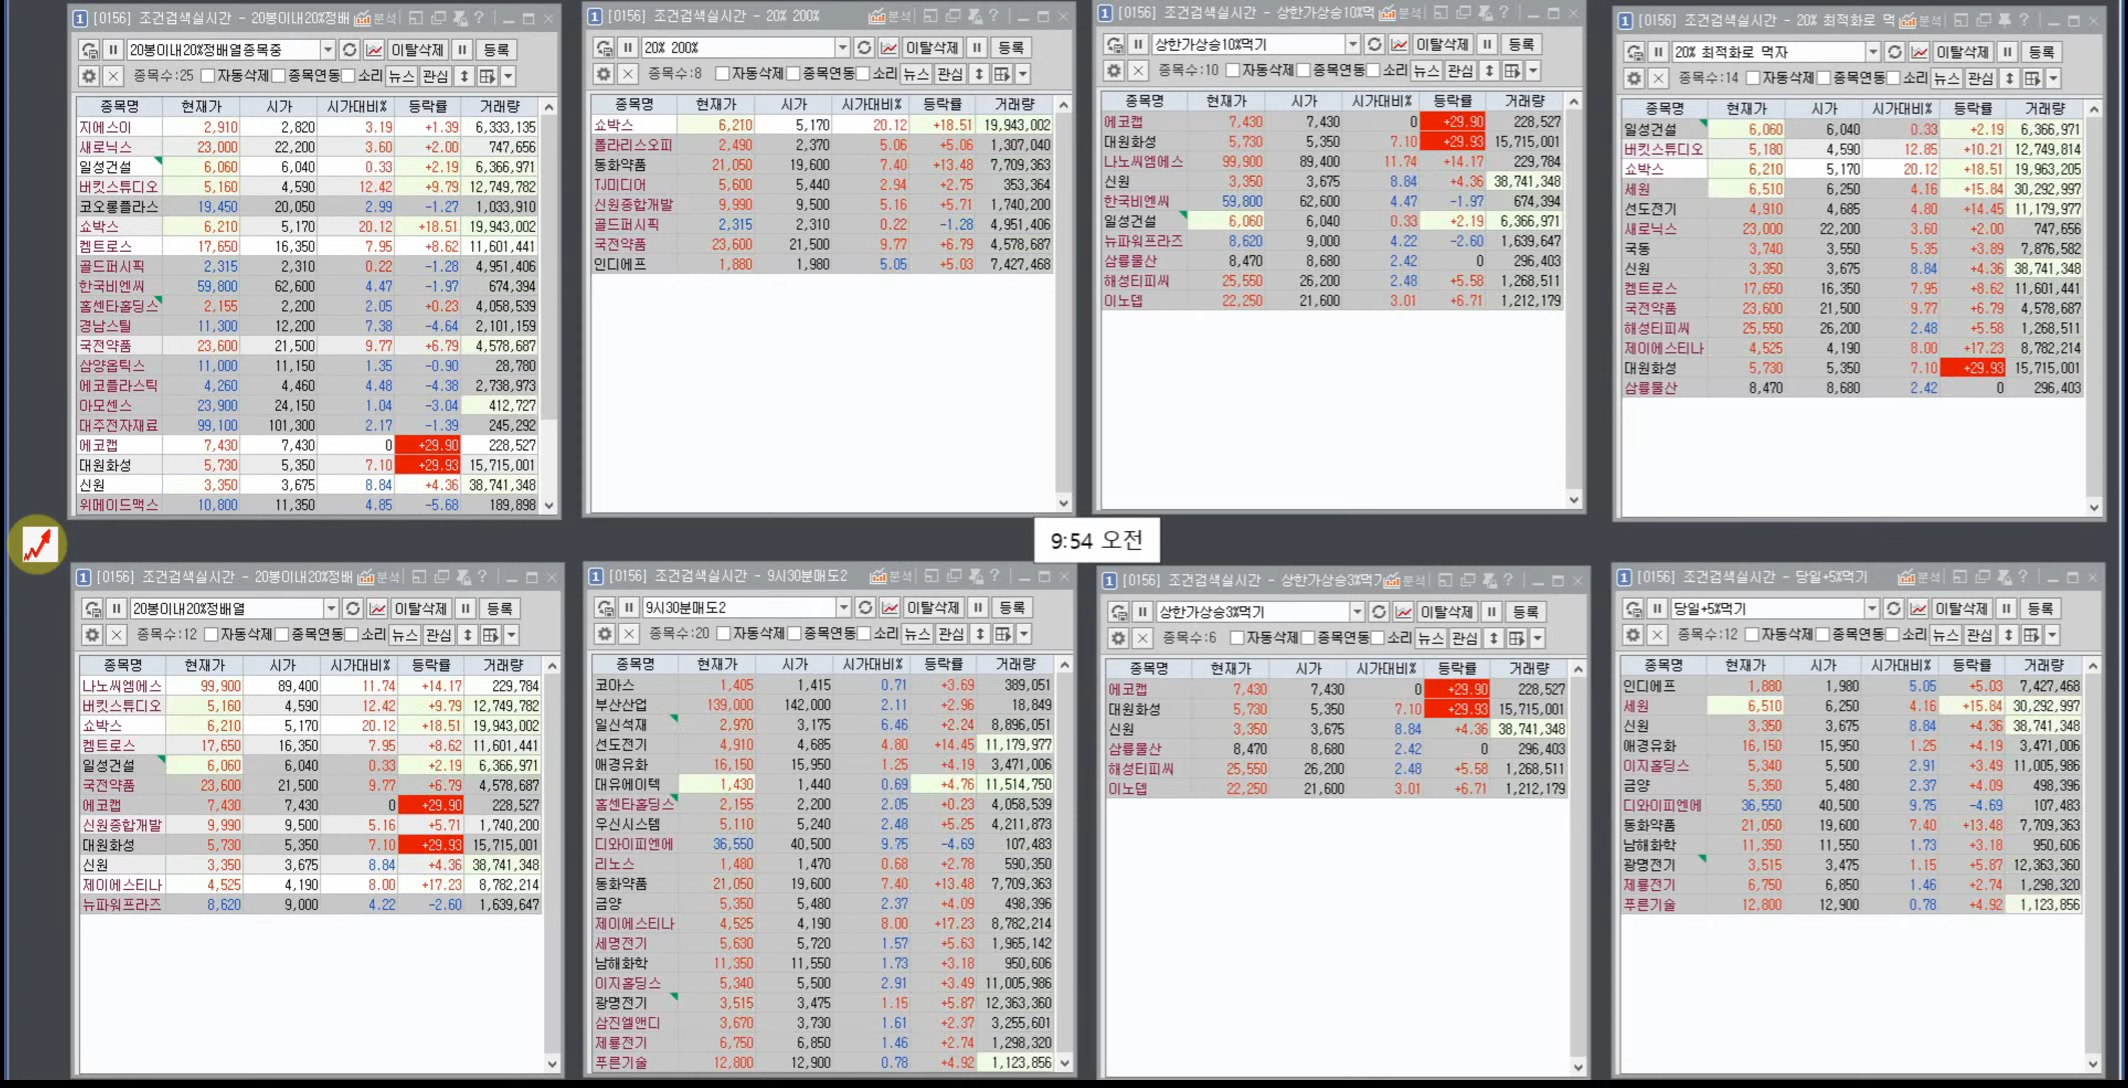 [0156] 조건검색실시간 - 20봉이내20%정배 분석
20봉이내20%정배열종목중 이탈삭제 등록
종목수:25 자동삭제 종목연동 소리 뉴스 관심
종목명 현재가 시가 시가대비% 등락률 거래량
지에스이 2,910 2,820 3.19 +1.39 6,333,135
새로닉스 23,000 22,200 3.60 +2.00 747,656
일성건설 6,060 6,040 0.33 +2.19 6,366,971
버킷스튜디오 5,160 4,590 12.42 +9.79 12,749,782
코오롱플라스 19,450 20,050 2.99 -1.27 1,033,910
쇼박스 6,210 5,170 20.12 +18.51 19,943,002
켐트로스 17,650 16,350 7.95 +8.62 11,601,441
골드퍼시픽 2,315 2,310 0.22 -1.28 4,951,406
한국비엔씨 59,800 62,600 4.47 -1.97 674,394
홈센타홀딩스 2,155 2,200 2.05 +0.23 4,058,539
경남스틸 11,300 12,200 7.38 -4.64 2,101,159
국전약품 23,600 21,500 9.77 +6.79 4,578,687
삼양옵틱스 11,000 11,150 1.35 -0.90 28,780
에코플라스틱 4,260 4,460 4.48 -4.38 2,738,973
아모센스 23,900 24,150 1.04 -3.04 412,727
대주전자재료 99,100 101,300 2.17 -1.39 245,292
에코캡 7,430 7,430 0 +29.90 228,527
대원화성 5,730 5,350 7.10 +29.93 15,715,001
신원 3,350 3,675 8.84 +4.36 38,741,348
위메이드맥스 10,800 11,350 4.85 -5.68 189,898
[0156] 조건검색실시간 - 20% 200% 분석
20% 200% 이탈삭제 등록
종목수:8 자동삭제 종목연동 소리 뉴스 관심
종목명 현재가 시가 시가대비% 등락률 거래량
쇼박스 6,210 5,170 20.12 +18.51 19,943,002
폴라리스오피 2,490 2,370 5.06 +5.06 1,307,040
동화약품 21,050 19,600 7.40 +13.48 7,709,363
TJ미디어 5,600 5,440 2.94 +2.75 353,364
신원종합개발 9,990 9,500 5.16 +5.71 1,740,200
골드퍼시픽 2,315 2,310 0.22 -1.28 4,951,406
국전약품 23,600 21,500 9.77 +6.79 4,578,687
인디에프 1,880 1,980 5.05 +5.03 7,427,468
[0156] 조건검색실시간 - 상한가상승10%먹 분석
상한가상승10%먹기 이탈삭제 등록
종목수:10 자동삭제 종목연동 소리 뉴스 관심
종목명 현재가 시가 시가대비% 등락률 거래량
에코캡 7,430 7,430 0 +29.90 228,527
대원화성 5,730 5,350 7.10 +29.93 15,715,001
나노씨엠에스 99,900 89,400 11.74 +14.17 229,784
신원 3,350 3,675 8.84 +4.36 38,741,348
한국비엔씨 59,800 62,600 4.47 -1.97 674,394
일성건설 6,060 6,040 0.33 +2.19 6,366,971
뉴파워프라즈 8,620 9,000 4.22 -2.60 1,639,647
삼륭물산 8,470 8,680 2.42 0 296,403
해성티피씨 25,550 26,200 2.48 +5.58 1,268,511
이노뎁 22,250 21,600 3.01 +6.71 1,212,179
[0156] 조건검색실시간 - 20% 최적화로 먹 분석
20% 최적화로 먹자 이탈삭제 등록
종목수:14 자동삭제 종목연동 소리 뉴스 관심
종목명 현재가 시가 시가대비% 등락률 거래량
일성건설 6,060 6,040 0.33 +2.19 6,366,971
버킷스튜디오 5,180 4,590 12.85 +10.21 12,749,814
쇼박스 6,210 5,170 20.12 +18.51 19,963,205
세원 6,510 6,250 4.16 +15.84 30,292,997
선도전기 4,910 4,685 4.80 +14.45 11,179,977
새로닉스 23,000 22,200 3.60 +2.00 747,656
국동 3,740 3,550 5.35 +3.89 7,876,582
신원 3,350 3,675 8.84 +4.36 38,741,348
켐트로스 17,650 16,350 7.95 +8.62 11,601,441
국전약품 23,600 21,500 9.77 +6.79 4,578,687
해성티피씨 25,550 26,200 2.48 +5.58 1,268,511
제이에스티나 4,525 4,190 8.00 +17.23 8,782,214
대원화성 5,730 5,350 7.10 +29.93 15,715,001
삼륭물산 8,470 8,680 2.42 0 296,403
9:54 오전
[0156] 조건검색실시간 - 20봉이내20%정배 분석
20봉이내20%정배열 이탈삭제 등록
종목수:12 자동삭제 종목연동 소리 뉴스 관심
종목명 현재가 시가 시가대비% 등락률 거래량
나노씨엠에스 99,900 89,400 11.74 +14.17 229,784
버킷스튜디오 5,160 4,590 12.42 +9.79 12,749,782
쇼박스 6,210 5,170 20.12 +18.51 19,943,002
켐트로스 17,650 16,350 7.95 +8.62 11,601,441
일성건설 6,060 6,040 0.33 +2.19 6,366,971
국전약품 23,600 21,500 9.77 +6.79 4,578,687
에코캡 7,430 7,430 0 +29.90 228,527
신원종합개발 9,990 9,500 5.16 +5.71 1,740,200
대원화성 5,730 5,350 7.10 +29.93 15,715,001
신원 3,350 3,675 8.84 +4.36 38,741,348
제이에스티나 4,525 4,190 8.00 +17.23 8,782,214
뉴파워프라즈 8,620 9,000 4.22 -2.60 1,639,647
[0156] 조건검색실시간 - 9시30분매도2 분석
9시30분매도2 이탈삭제 등록
종목수:20 자동삭제 종목연동 소리 뉴스 관심
종목명 현재가 시가 시가대비% 등락률 거래량
코아스 1,405 1,415 0.71 +3.69 389,051
부산산업 139,000 142,000 2.11 +2.96 18,849
일신석재 2,970 3,175 6.46 +2.24 8,896,051
선도전기 4,910 4,685 4.80 +14.45 11,179,977
애경유화 16,150 15,950 1.25 +4.19 3,471,006
대유에이텍 1,430 1,440 0.69 +4.76 11,514,750
홈센타홀딩스 2,155 2,200 2.05 +0.23 4,058,539
우신시스템 5,110 5,240 2.48 +5.25 4,211,873
디와이피엔에 36,550 40,500 9.75 -4.69 107,483
리노스 1,480 1,470 0.68 +2.78 590,350
동화약품 21,050 19,600 7.40 +13.48 7,709,363
금양 5,350 5,480 2.37 +4.09 498,396
제이에스티나 4,525 4,190 8.00 +17.23 8,782,214
세명전기 5,630 5,720 1.57 +5.63 1,965,142
남해화학 11,350 11,550 1.73 +3.18 950,606
이지홀딩스 5,340 5,500 2.91 +3.49 11,005,986
광명전기 3,515 3,475 1.15 +5.87 12,363,360
삼진엘앤디 3,670 3,730 1.61 +2.37 3,255,601
제룡전기 6,750 6,850 1.46 +2.74 1,298,320
푸른기술 12,800 12,900 0.78 +4.92 1,123,856
[0156] 조건검색실시간 - 상한가상승3%먹기 분석
상한가상승3%먹기 이탈삭제 등록
종목수:6 자동삭제 종목연동 소리 뉴스 관심
종목명 현재가 시가 시가대비% 등락률 거래량
에코캡 7,430 7,430 0 +29.90 228,527
대원화성 5,730 5,350 7.10 +29.93 15,715,001
신원 3,350 3,675 8.84 +4.36 38,741,348
삼륭물산 8,470 8,680 2.42 0 296,403
해성티피씨 25,550 26,200 2.48 +5.58 1,268,511
이노뎁 22,250 21,600 3.01 +6.71 1,212,179
[0156] 조건검색실시간 - 당일+5%먹기 분석
당일+5%먹기 이탈삭제 등록
종목수:12 자동삭제 종목연동 소리 뉴스 관심
종목명 현재가 시가 시가대비% 등락률 거래량
인디에프 1,880 1,980 5.05 +5.03 7,427,468
세원 6,510 6,250 4.16 +15.84 30,292,997
신원 3,350 3,675 8.84 +4.36 38,741,348
애경유화 16,150 15,950 1.25 +4.19 3,471,006
이지홀딩스 5,340 5,500 2.91 +3.49 11,005,986
금양 5,350 5,480 2.37 +4.09 498,396
디와이피엔에 36,550 40,500 9.75 -4.69 107,483
동화약품 21,050 19,600 7.40 +13.48 7,709,363
남해화학 11,350 11,550 1.73 +3.18 950,606
광명전기 3,515 3,475 1.15 +5.87 12,363,360
제룡전기 6,750 6,850 1.46 +2.74 1,298,320
푸른기술 12,800 12,900 0.78 +4.92 1,123,856